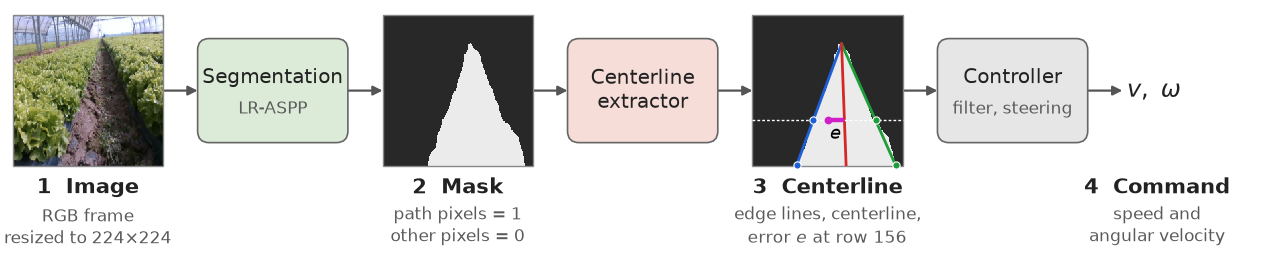 Segmentation
LR-ASPP
Centerline
extractor
e
Controller
filter, steering
v, ω
1 Image
RGB frame
resized to 224×224
2 Mask
path pixels = 1
other pixels = 0
3 Centerline
edge lines, centerline,
error e at row 156
4 Command
speed and
angular velocity